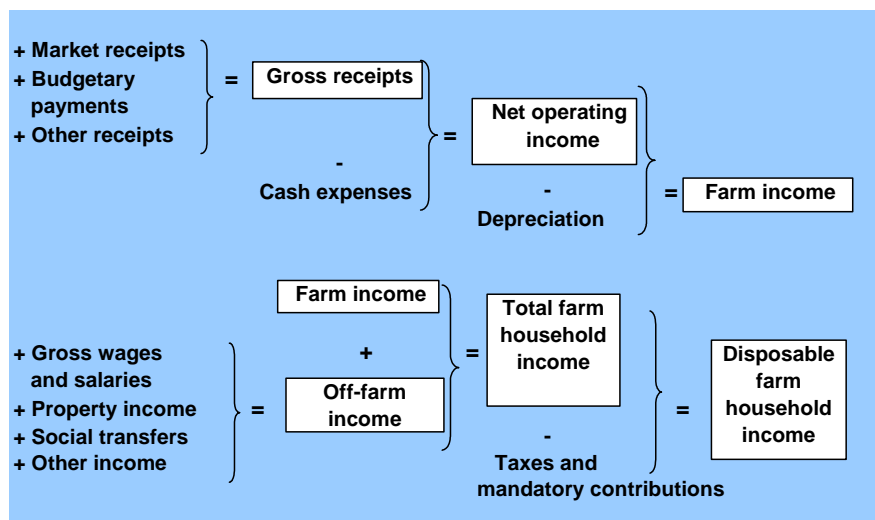 + Market receipts
+ Budgetary
payments
+ Other receipts
=
Gross receipts
-
Cash expenses
=
Net operating
income
-
Depreciation
=
Farm income
+ Gross wages
and salaries
+ Property income
+ Social transfers
+ Other income
=
Farm income
+
Off-farm
income
=
Total farm
household
income
-
Taxes and
mandatory contributions
=
Disposable
farm
household
income